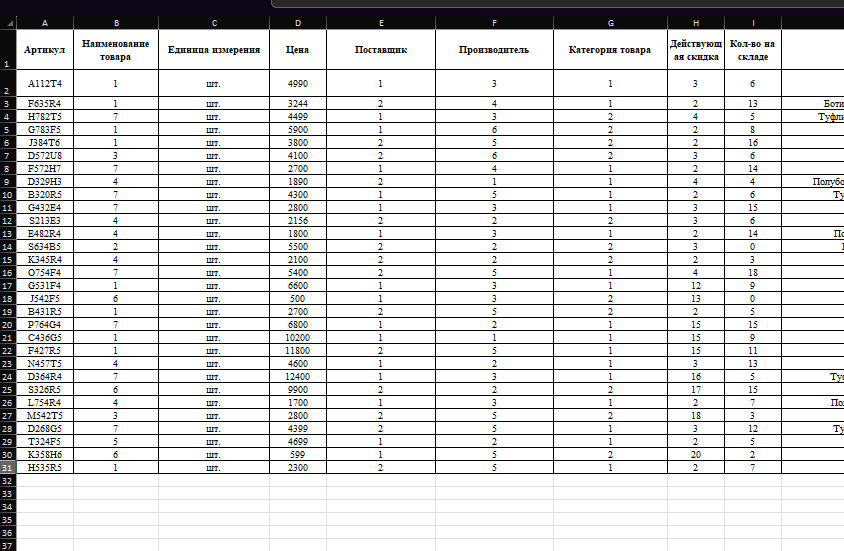 A B C D E F G H I
1 Артикул Наименование товара Единица измерения Цена Поставщик Производитель Категория товара Действующая скидка Кол-во на складе
2 A112T4 1 шт. 4990 1 3 1 3 6
3 F635R4 1 шт. 3244 2 4 1 2 13 Боти
4 H782T5 7 шт. 4499 1 3 2 4 5 Туфли
5 G783F5 1 шт. 5900 1 6 2 2 8
6 J384T6 1 шт. 3800 2 5 2 2 16
7 D572U8 3 шт. 4100 2 6 2 3 6
8 F572H7 7 шт. 2700 1 4 1 2 14
9 D329H3 4 шт. 1890 2 1 1 4 4 Полубо
10 B320R5 7 шт. 4300 1 5 1 2 6 Ту
11 G432E4 7 шт. 2800 1 3 1 3 15
12 S213E3 4 шт. 2156 2 2 2 3 6
13 E482R4 4 шт. 1800 1 3 1 2 14 По
14 S634B5 2 шт. 5500 2 2 2 3 0
15 K345R4 4 шт. 2100 2 2 2 2 3
16 O754F4 7 шт. 5400 2 5 1 4 18
17 G531F4 1 шт. 6600 1 3 1 12 9
18 J542F5 6 шт. 500 1 3 2 13 0
19 B431R5 1 шт. 2700 2 5 2 2 5
20 P764G4 7 шт. 6800 1 2 1 15 15
21 C436G5 1 шт. 10200 1 1 1 15 9
22 F427R5 1 шт. 11800 2 5 1 15 11
23 N457T5 4 шт. 4600 1 2 1 3 13
24 D364R4 7 шт. 12400 1 3 1 16 5 Туф
25 S326R5 6 шт. 9900 2 2 2 17 15
26 L754R4 4 шт. 1700 1 3 1 2 7 Пол
27 M542T5 3 шт. 2800 2 5 2 18 3
28 D268G5 7 шт. 4399 2 5 1 3 12 Ту
29 T324F5 5 шт. 4699 1 2 1 2 5
30 K358H6 6 шт. 599 1 5 2 20 2
31 H535R5 1 шт. 2300 2 5 1 2 7
32
33
34
35
36
37